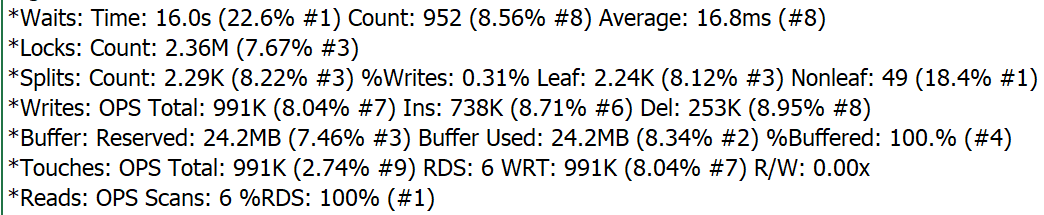 *Waits: Time: 16.0s (22.6% #1) Count: 952 (8.56% #8) Average: 16.8ms (#8)
*Locks: Count: 2.36M (7.67% #3)
*Splits: Count: 2.29K (8.22% #3) %Writes: 0.31% Leaf: 2.24K (8.12% #3) Nonleaf: 49 (18.4% #1)
*Writes: OPS Total: 991K (8.04% #7) Ins: 738K (8.71% #6) Del: 253K (8.95% #8)
*Buffer: Reserved: 24.2MB (7.46% #3) Buffer Used: 24.2MB (8.34% #2) %Buffered: 100.% (#4)
*Touches: OPS Total: 991K (2.74% #9) RDS: 6 WRT: 991K (8.04% #7) R/W: 0.00x
*Reads: OPS Scans: 6 %RDS: 100% (#1)